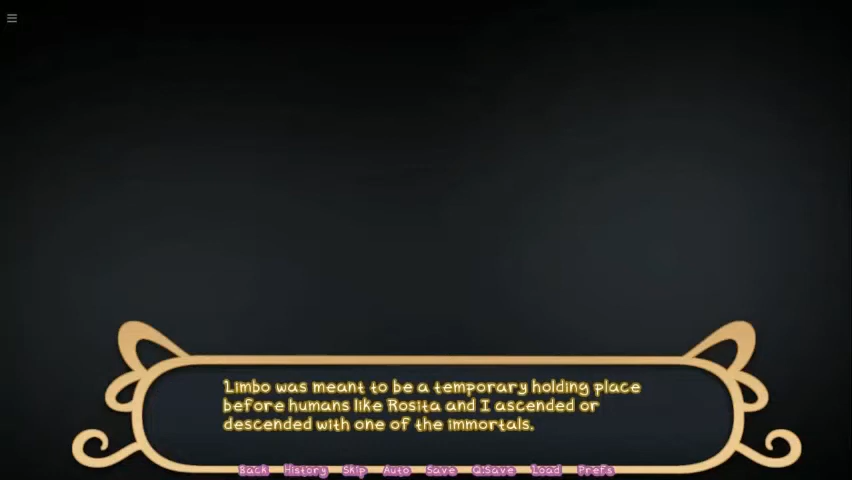 Limbo was meant to be a temporary holding place
before humans like Rosita and I ascended or
descended with one of the immortals.
Back History Skip Auto Save Q.Save Load Prefs